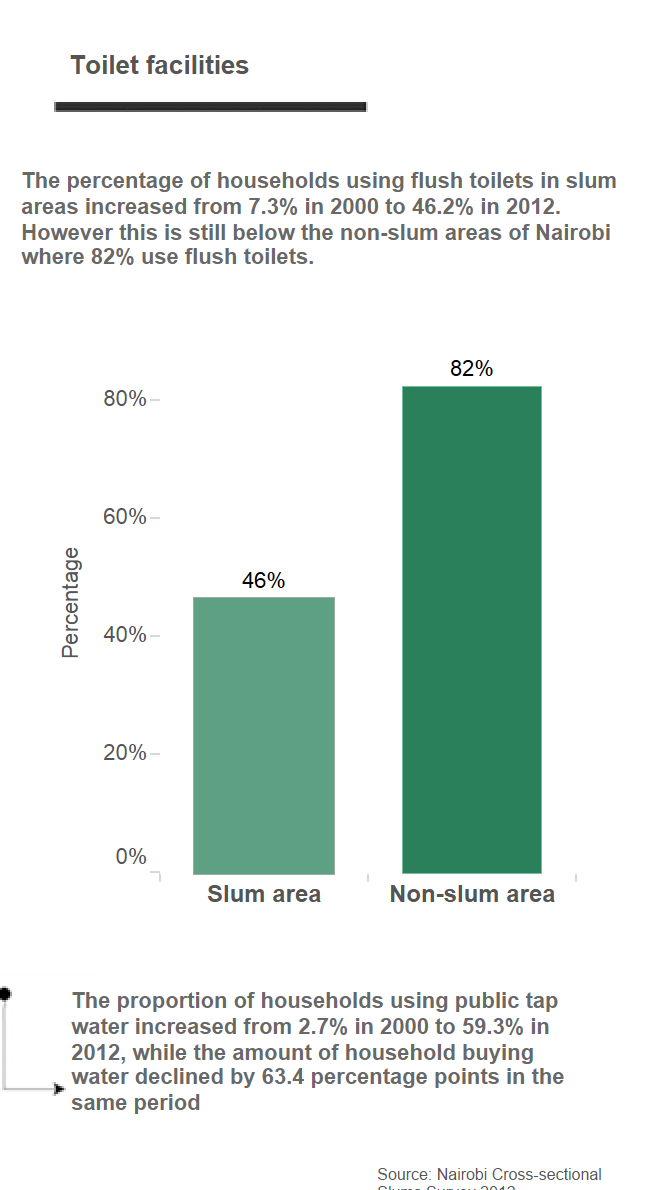 Toilet facilities
The percentage of households using flush toilets in slum
areas increased from 7.3% in 2000 to 46.2% in 2012.
However this is still below the non-slum areas of Nairobi
where 82% use flush toilets.
82%
80%
60%
46%
40%
20%
0%
Percentage
Slum area
Non-slum area
The proportion of households using public tap
water increased from 2.7% in 2000 to 59.3% in
2012, while the amount of household buying
water declined by 63.4 percentage points in the
same period
Source: Nairobi Cross-sectional